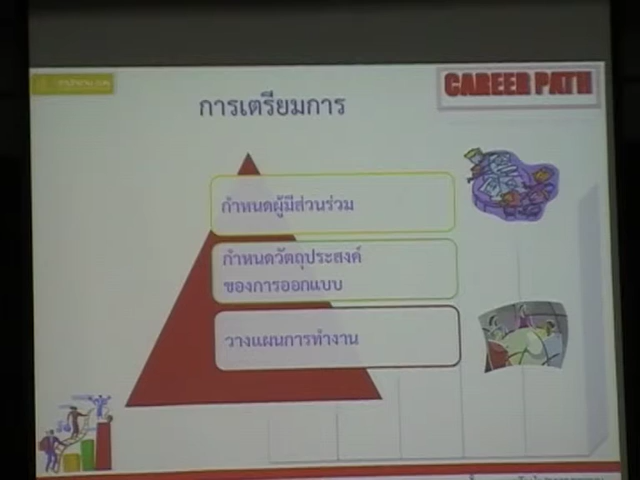 CAREER PATH
การเตรียมการ
กำหนดผู้มีส่วนร่วม
กำหนดวัตถุประสงค์
ของการออกแบบ
วางแผนการทำงาน